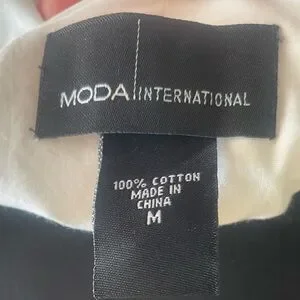 MODA INTERNATIONAL
100% COTTON
MADE IN
CHINA
M